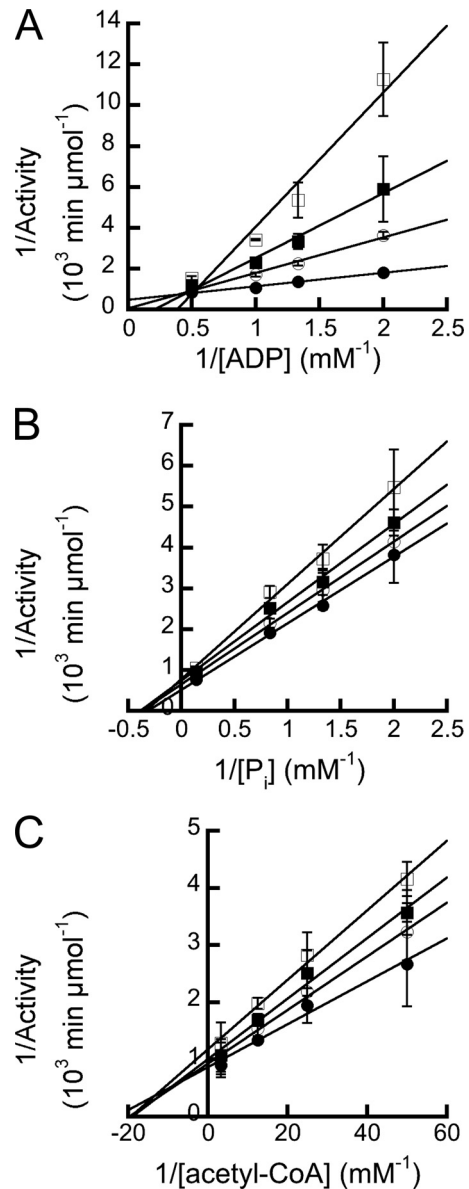 A
14
12
10
8
6
4
2
0
0 0.5 1 1.5 2 2.5
1/Activity
(10³ min µmol⁻¹)
1/[ADP] (mM⁻¹)
B
7
6
5
4
3
2
1
0
-0.5 0 0.5 1 1.5 2 2.5
1/Activity
(10³ min µmol⁻¹)
1/[Pᵢ] (mM⁻¹)
C
5
4
3
2
1
0
-20 0 20 40 60
1/Activity
(10³ min µmol⁻¹)
1/[acetyl-CoA] (mM⁻¹)